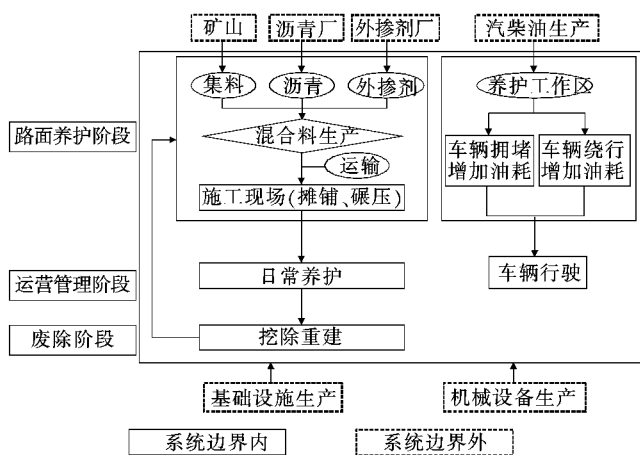 矿山
沥青厂
外掺剂厂
汽柴油生产
集料
沥青
外掺剂
养护工作区
路面养护阶段
混合料生产
运输
车辆拥堵
增加油耗
车辆绕行
增加油耗
施工现场(摊铺、碾压)
运营管理阶段
日常养护
车辆行驶
废除阶段
挖除重建
基础设施生产
机械设备生产
系统边界内
系统边界外